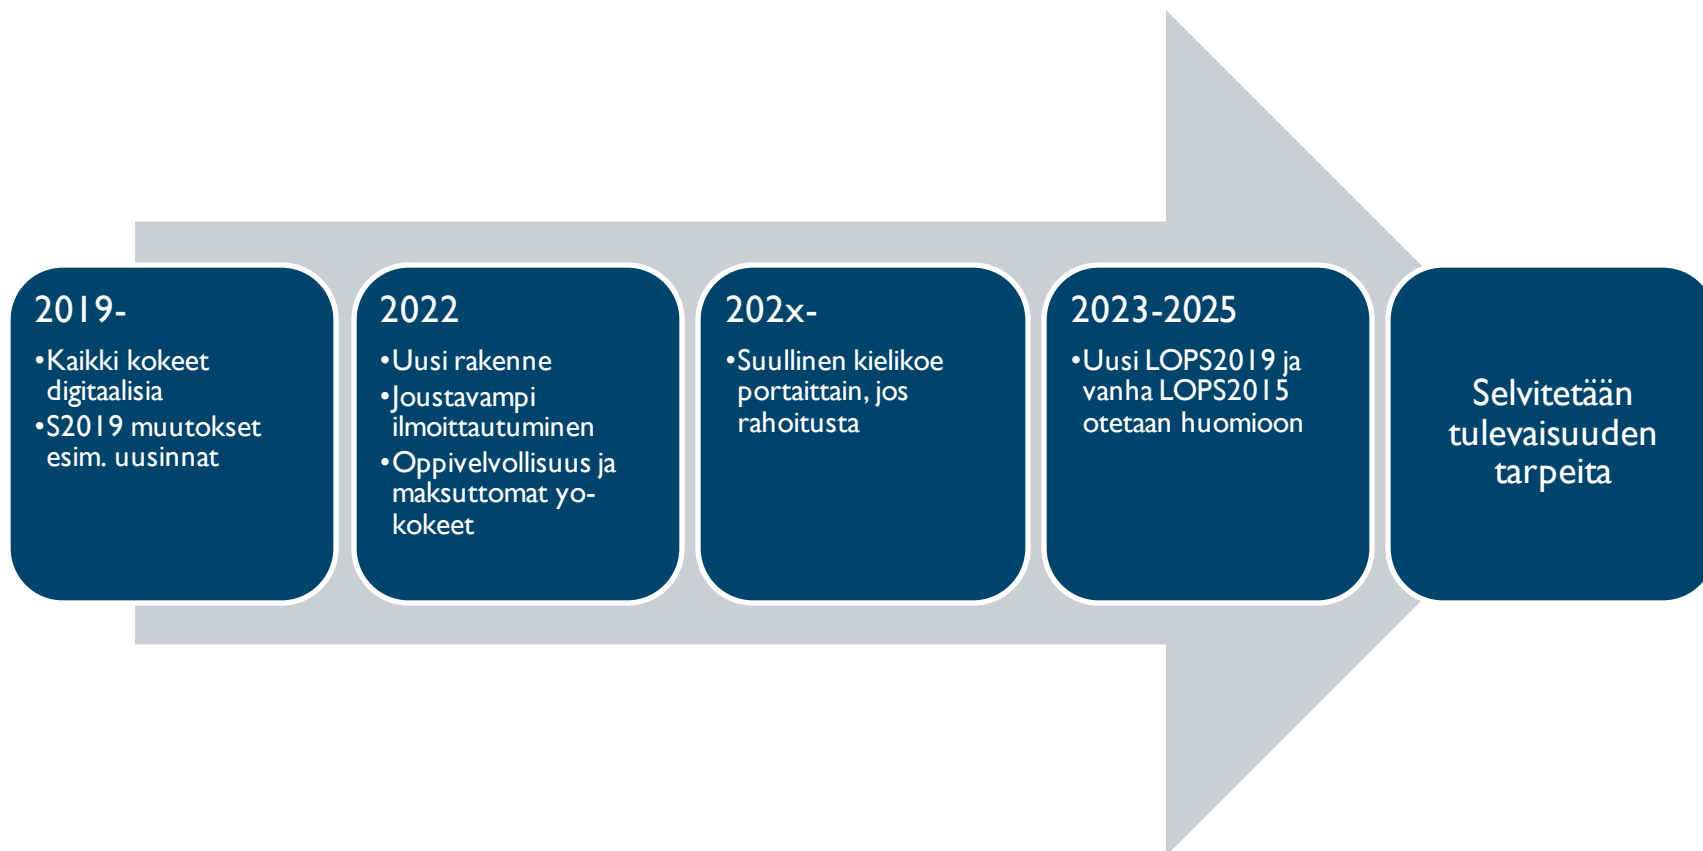 2019-
•Kaikki kokeet
digitaalisia
•S2019 muutokset
esim. uusinnat
2022
•Uusi rakenne
•Joustavampi
ilmoittautuminen
•Oppivelvollisuus ja
maksuttomat yo-
kokeet
202x-
•Suullinen kielikoe
portaittain, jos
rahoitusta
2023-2025
•Uusi LOPS2019 ja
vanha LOPS2015
otetaan huomioon
Selvitetään
tulevaisuuden
tarpeita